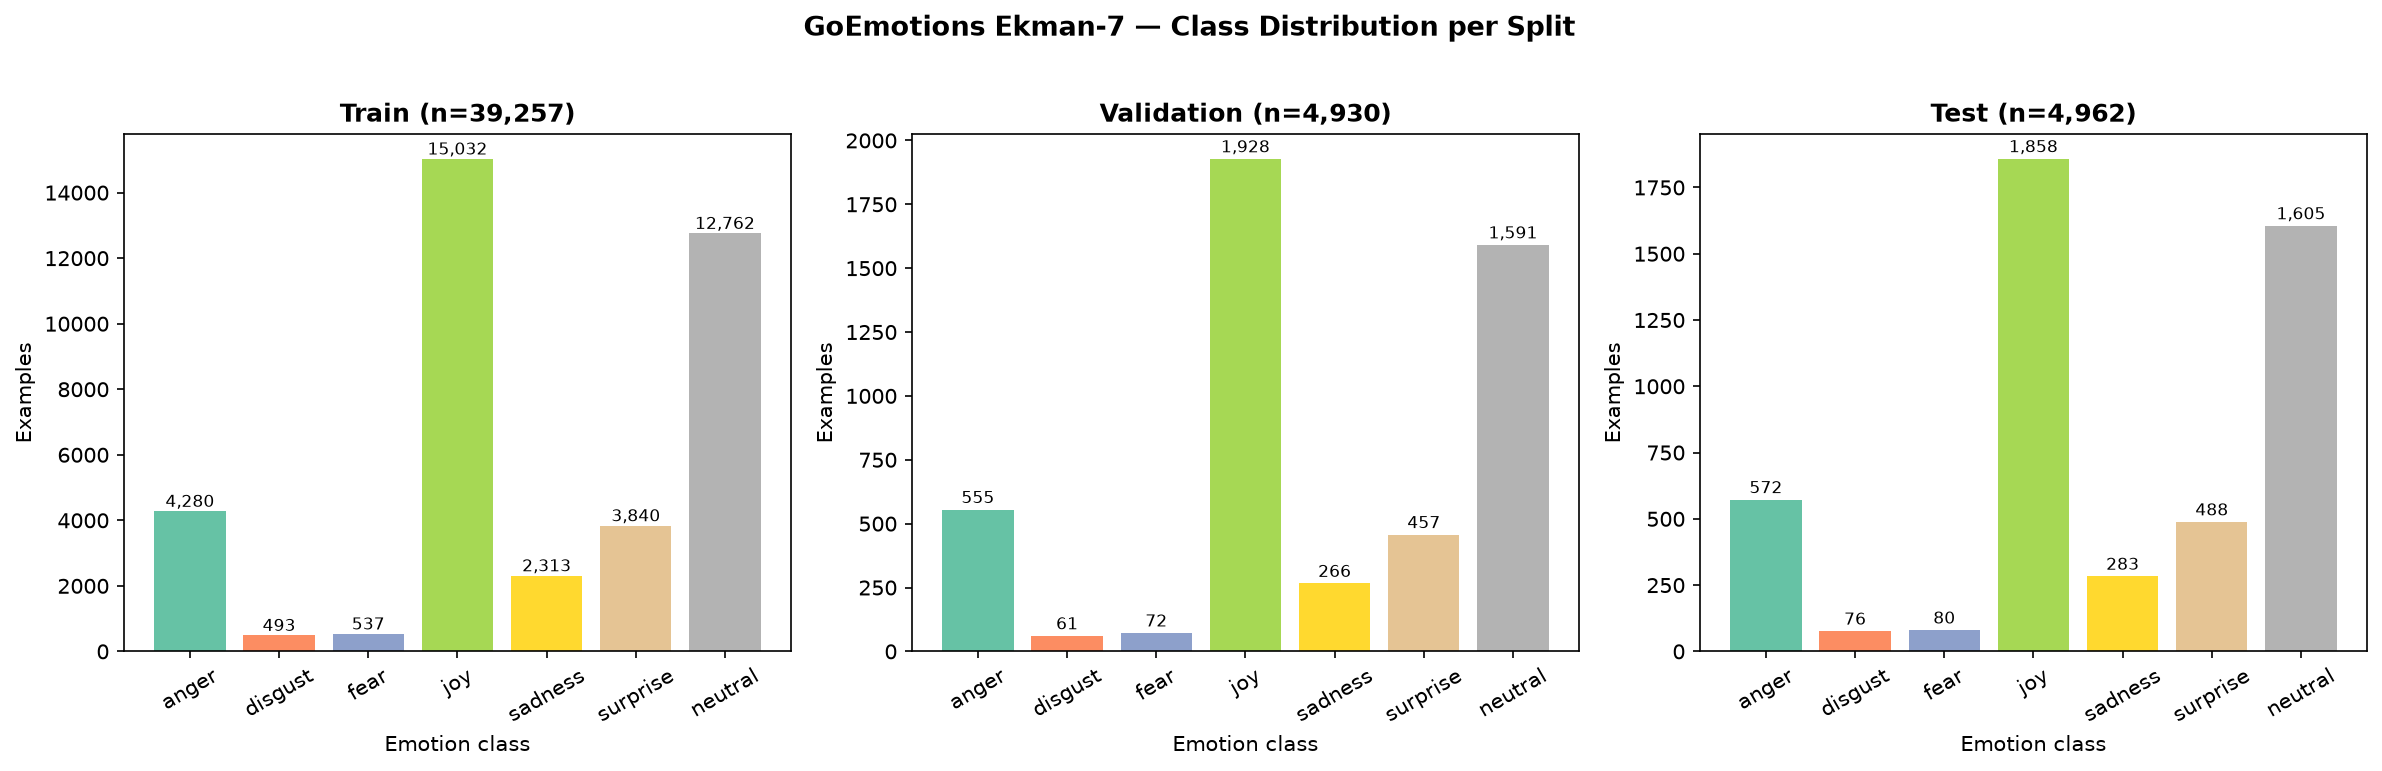 GoEmotions Ekman-7 — Class Distribution per Split
Train (n=39,257)
Examples
14000
12000
10000
8000
6000
4000
2000
0
4,280
493
537
15,032
2,313
3,840
12,762
anger
disgust
fear
joy
sadness
surprise
neutral
Emotion class
Validation (n=4,930)
Examples
2000
1750
1500
1250
1000
750
500
250
0
555
61
72
1,928
266
457
1,591
anger
disgust
fear
joy
sadness
surprise
neutral
Emotion class
Test (n=4,962)
Examples
1750
1500
1250
1000
750
500
250
0
572
76
80
1,858
283
488
1,605
anger
disgust
fear
joy
sadness
surprise
neutral
Emotion class